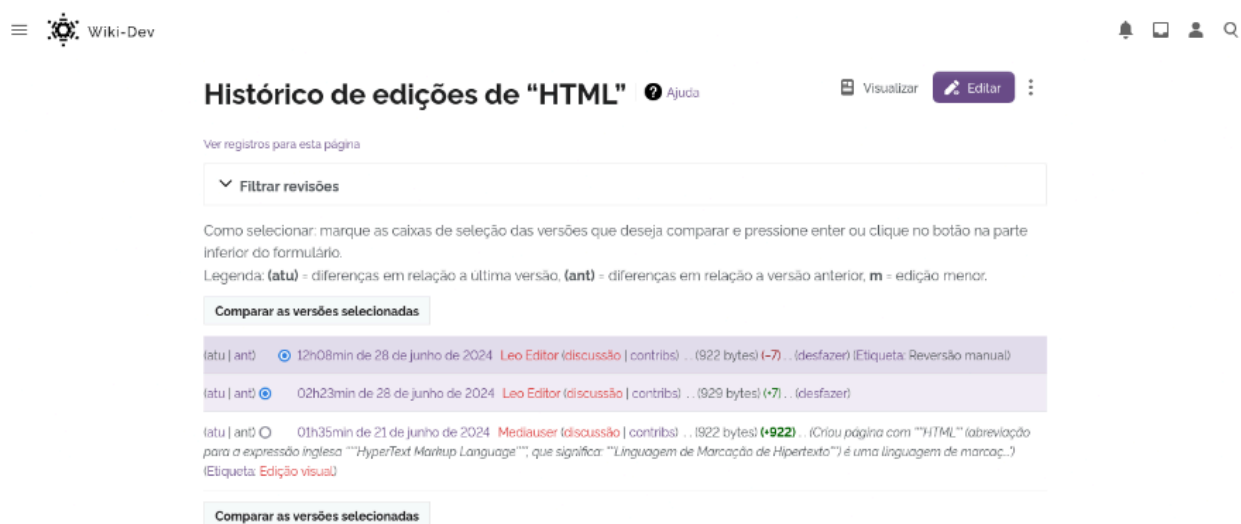 Wiki-Dev
Histórico de edições de “HTML” Ajuda
Visualizar Editar
Ver registros para esta página
Filtrar revisões
Como selecionar: marque as caixas de seleção das versões que deseja comparar e pressione enter ou clique no botão na parte
inferior do formulário.
Legenda: (atu) = diferenças em relação a última versão, (ant) = diferenças em relação a versão anterior, m = edição menor.
Comparar as versões selecionadas
(atu | ant) 12h08min de 28 de junho de 2024 Leo Editor (discussão | contribs) . . (922 bytes) (−7) . . (desfazer) (Etiqueta: Reversão manual)
(atu | ant) 02h23min de 28 de junho de 2024 Leo Editor (discussão | contribs) . . (929 bytes) (+7) . . (desfazer)
(atu | ant) 01h35min de 21 de junho de 2024 Mediauser (discussão | contribs) . . (922 bytes) (+922) . . (Criou página com "'''HTML''' (abreviação
para a expressão inglesa '''''HyperText Markup Language''''', que significa: ''"Linguagem de Marcação de Hipertexto"'') é uma linguagem de marcaç...")
(Etiqueta: Edição visual)
Comparar as versões selecionadas